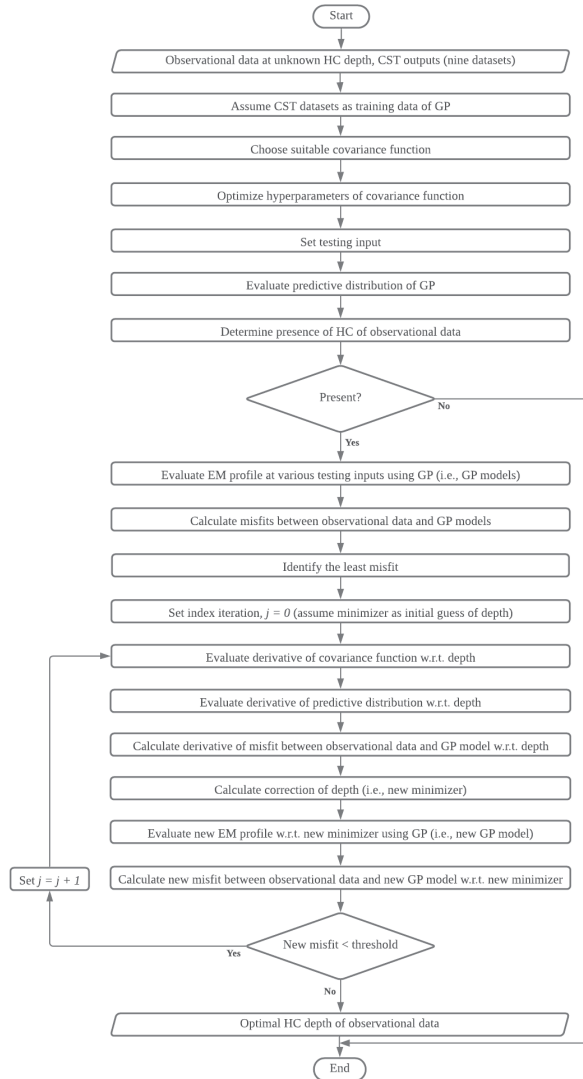 Start
Observational data at unknown HC depth, CST outputs (nine datasets)
Assume CST datasets as training data of GP
Choose suitable covariance function
Optimize hyperparameters of covariance function
Set testing input
Evaluate predictive distribution of GP
Determine presence of HC of observational data
Present?
No
Yes
Evaluate EM profile at various testing inputs using GP (i.e., GP models)
Calculate misfits between observational data and GP models
Identify the least misfit
Set index iteration, j = 0 (assume minimizer as initial guess of depth)
Evaluate derivative of covariance function w.r.t. depth
Evaluate derivative of predictive distribution w.r.t. depth
Calculate derivative of misfit between observational data and GP model w.r.t. depth
Calculate correction of depth (i.e., new minimizer)
Evaluate new EM profile w.r.t. new minimizer using GP (i.e., new GP model)
Set j = j + 1
Calculate new misfit between observational data and new GP model w.r.t. new minimizer
New misfit < threshold
Yes
No
Optimal HC depth of observational data
End